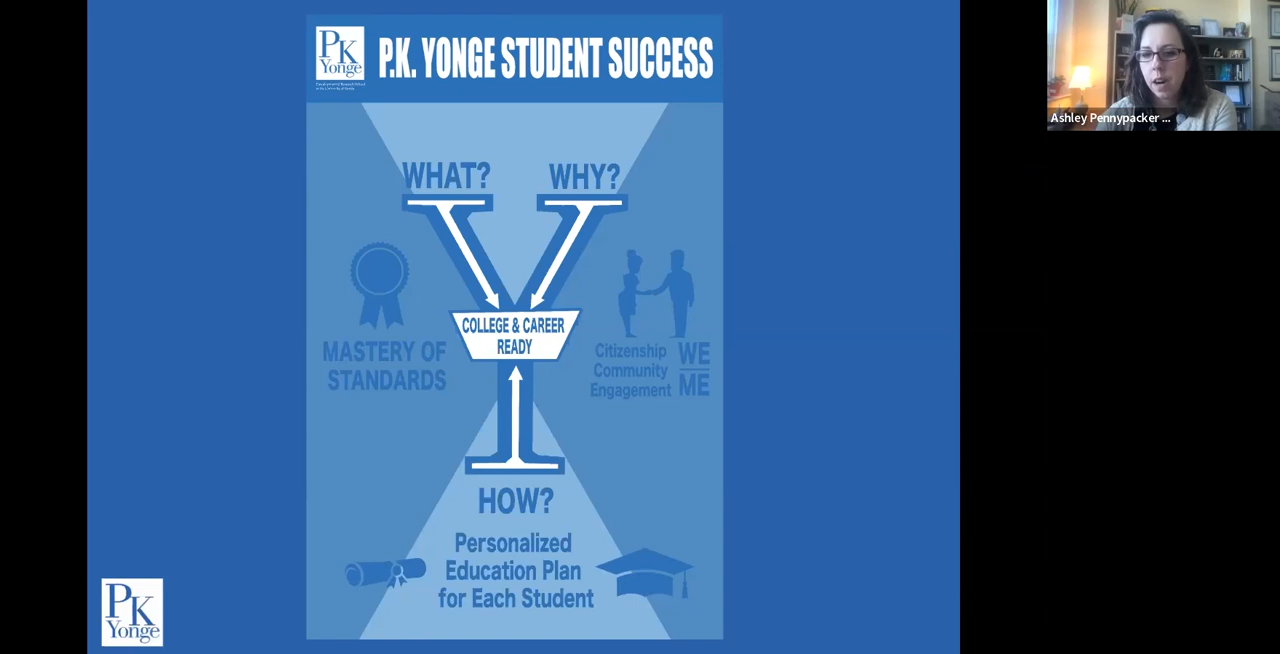 PK
Yonge
P.K. YONGE STUDENT SUCCESS
Ashley Pennypacker ...
WHAT?
WHY?
COLLEGE & CAREER
READY
MASTERY OF
STANDARDS
Citizenship
Community
Engagement
WE
ME
HOW?
Personalized
Education Plan
for Each Student
PK
Yonge